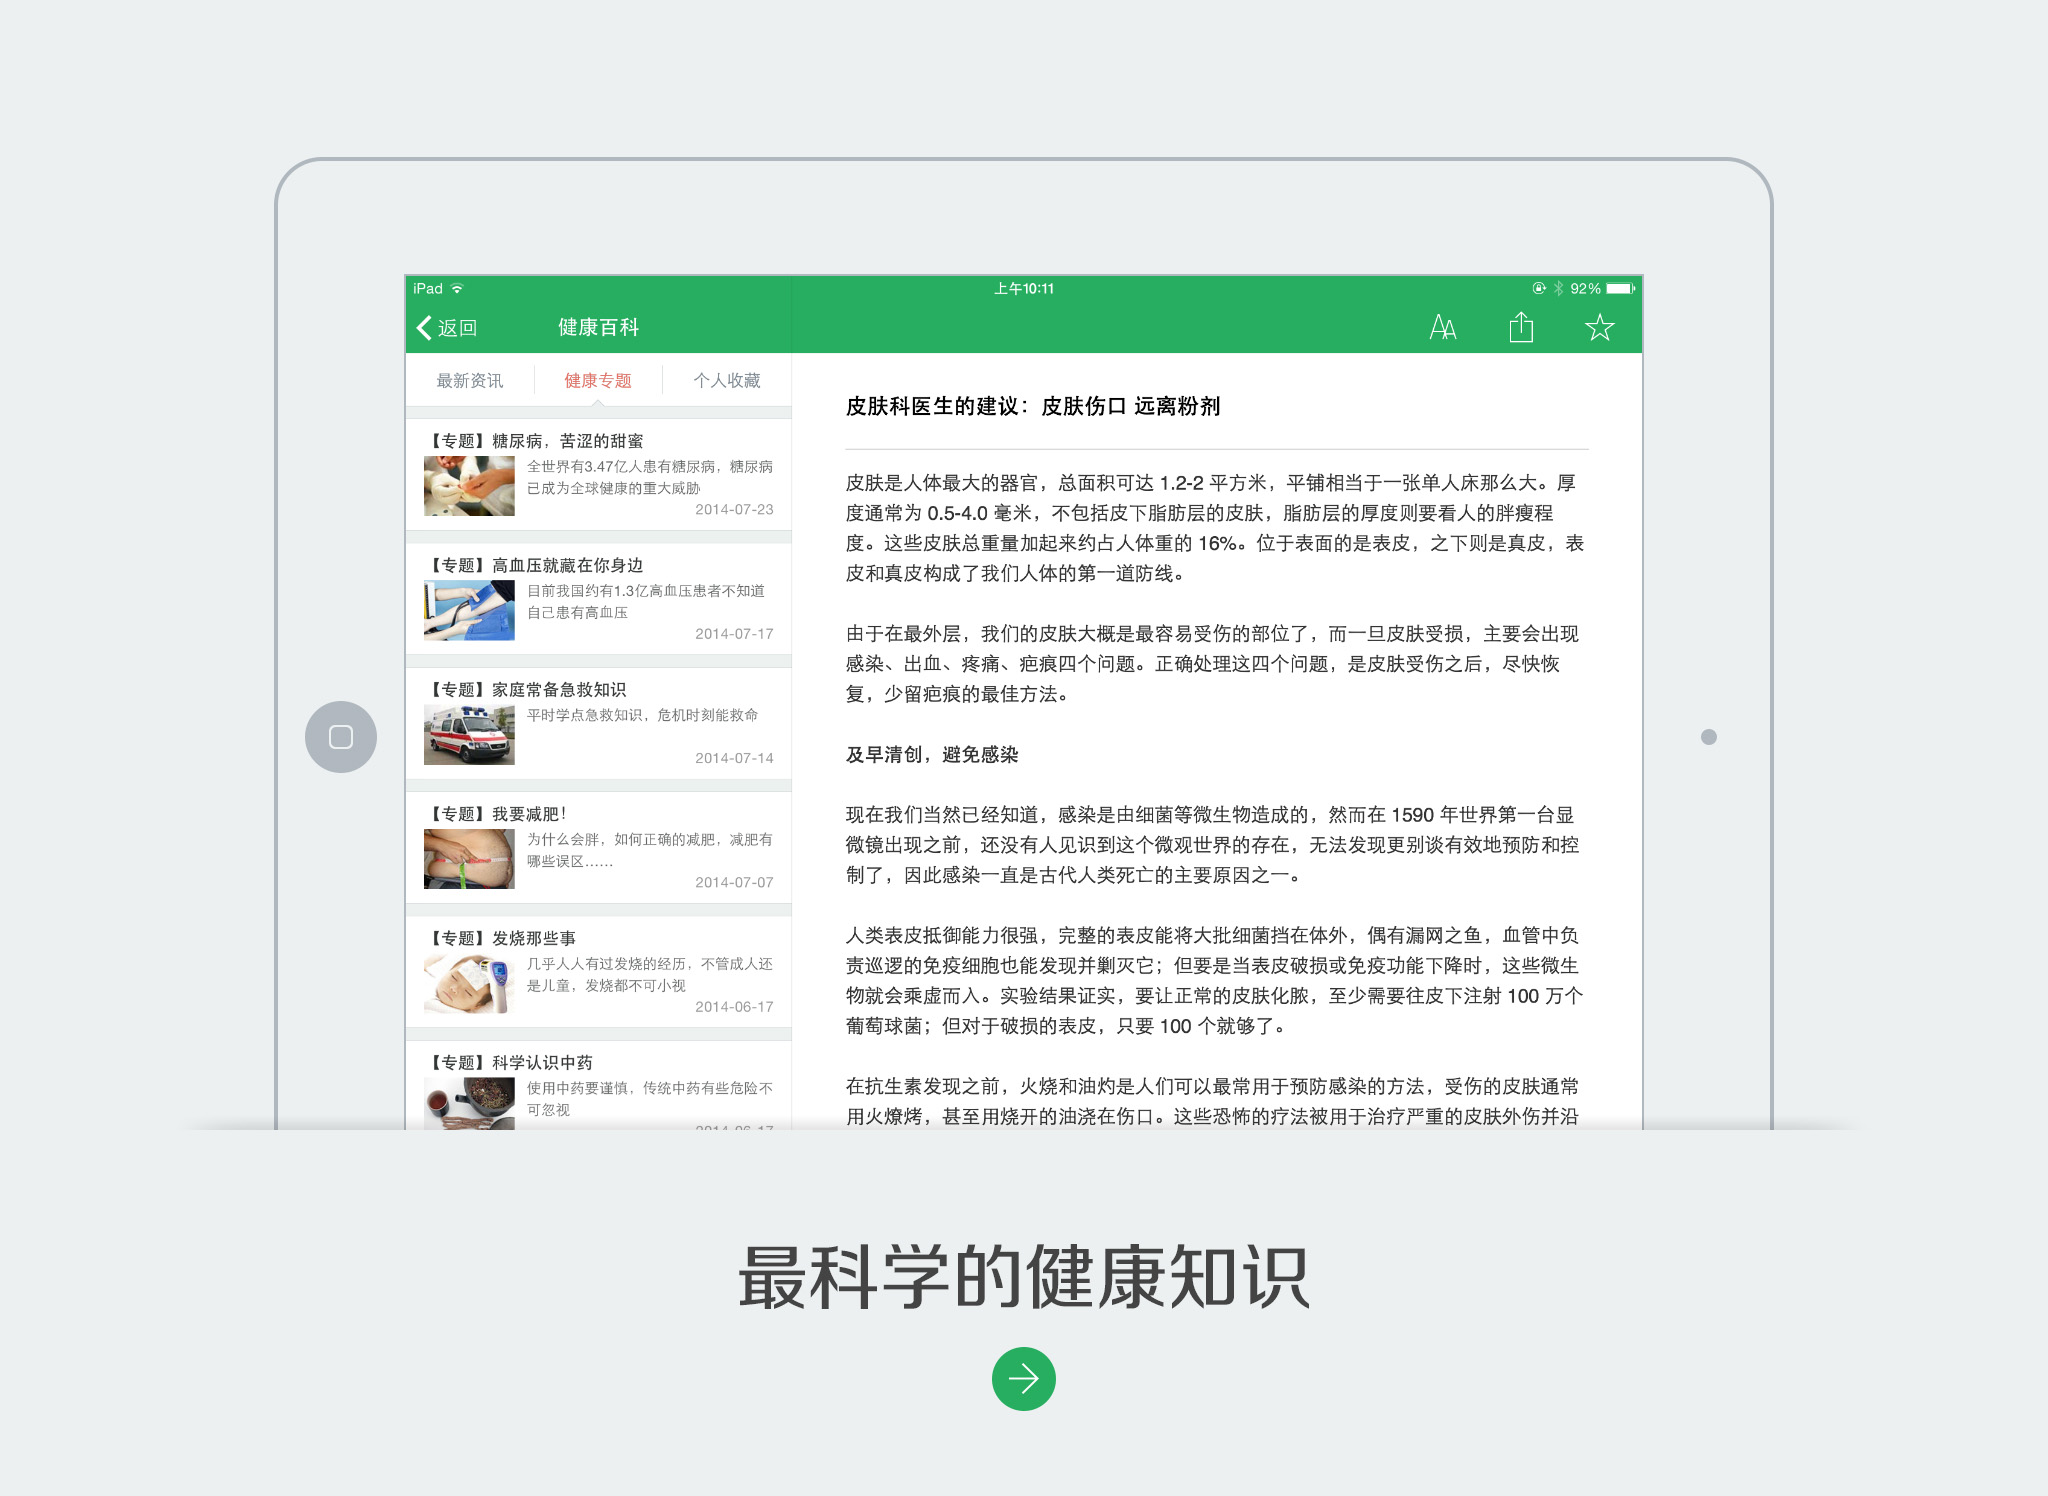 iPad
上午10:11
92%
返回
健康百科
最新资讯
健康专题
个人收藏
【专题】糖尿病，苦涩的甜蜜
全世界有3.47亿人患有糖尿病，糖尿病
已成为全球健康的重大威胁
2014-07-23
【专题】高血压就藏在你身边
目前我国约有1.3亿高血压患者不知道
自己患有高血压
2014-07-17
【专题】家庭常备急救知识
平时学点急救知识，危机时刻能救命
2014-07-14
【专题】我要减肥！
为什么会胖，如何正确的减肥，减肥有
哪些误区……
2014-07-07
【专题】发烧那些事
几乎人人有过发烧的经历，不管成人还
是儿童，发烧都不可小视
2014-06-17
【专题】科学认识中药
使用中药要谨慎，传统中药有些危险不
可忽视
2014-06-17
皮肤科医生的建议：皮肤伤口 远离粉剂
皮肤是人体最大的器官，总面积可达 1.2-2 平方米，平铺相当于一张单人床那么大。厚
度通常为 0.5-4.0 毫米，不包括皮下脂肪层的皮肤，脂肪层的厚度则要看人的胖瘦程
度。这些皮肤总重量加起来约占人体重的 16%。位于表面的是表皮，之下则是真皮，表
皮和真皮构成了我们人体的第一道防线。
由于在最外层，我们的皮肤大概是最容易受伤的部位了，而一旦皮肤受损，主要会出现
感染、出血、疼痛、疤痕四个问题。正确处理这四个问题，是皮肤受伤之后，尽快恢
复，少留疤痕的最佳方法。
及早清创，避免感染
现在我们当然已经知道，感染是由细菌等微生物造成的，然而在 1590 年世界第一台显
微镜出现之前，还没有人见识到这个微观世界的存在，无法发现更别谈有效地预防和控
制了，因此感染一直是古代人类死亡的主要原因之一。
人类表皮抵御能力很强，完整的表皮能将大批细菌挡在体外，偶有漏网之鱼，血管中负
责巡逻的免疫细胞也能发现并剿灭它；但要是当表皮破损或免疫功能下降时，这些微生
物就会乘虚而入。实验结果证实，要让正常的皮肤化脓，至少需要往皮下注射 100 万个
葡萄球菌；但对于破损的表皮，只要 100 个就够了。
在抗生素发现之前，火烧和油灼是人们可以最常用于预防感染的方法，受伤的皮肤通常
用火燎烤，甚至用烧开的油浇在伤口。这些恐怖的疗法被用于治疗严重的皮肤外伤并沿
最科学的健康知识